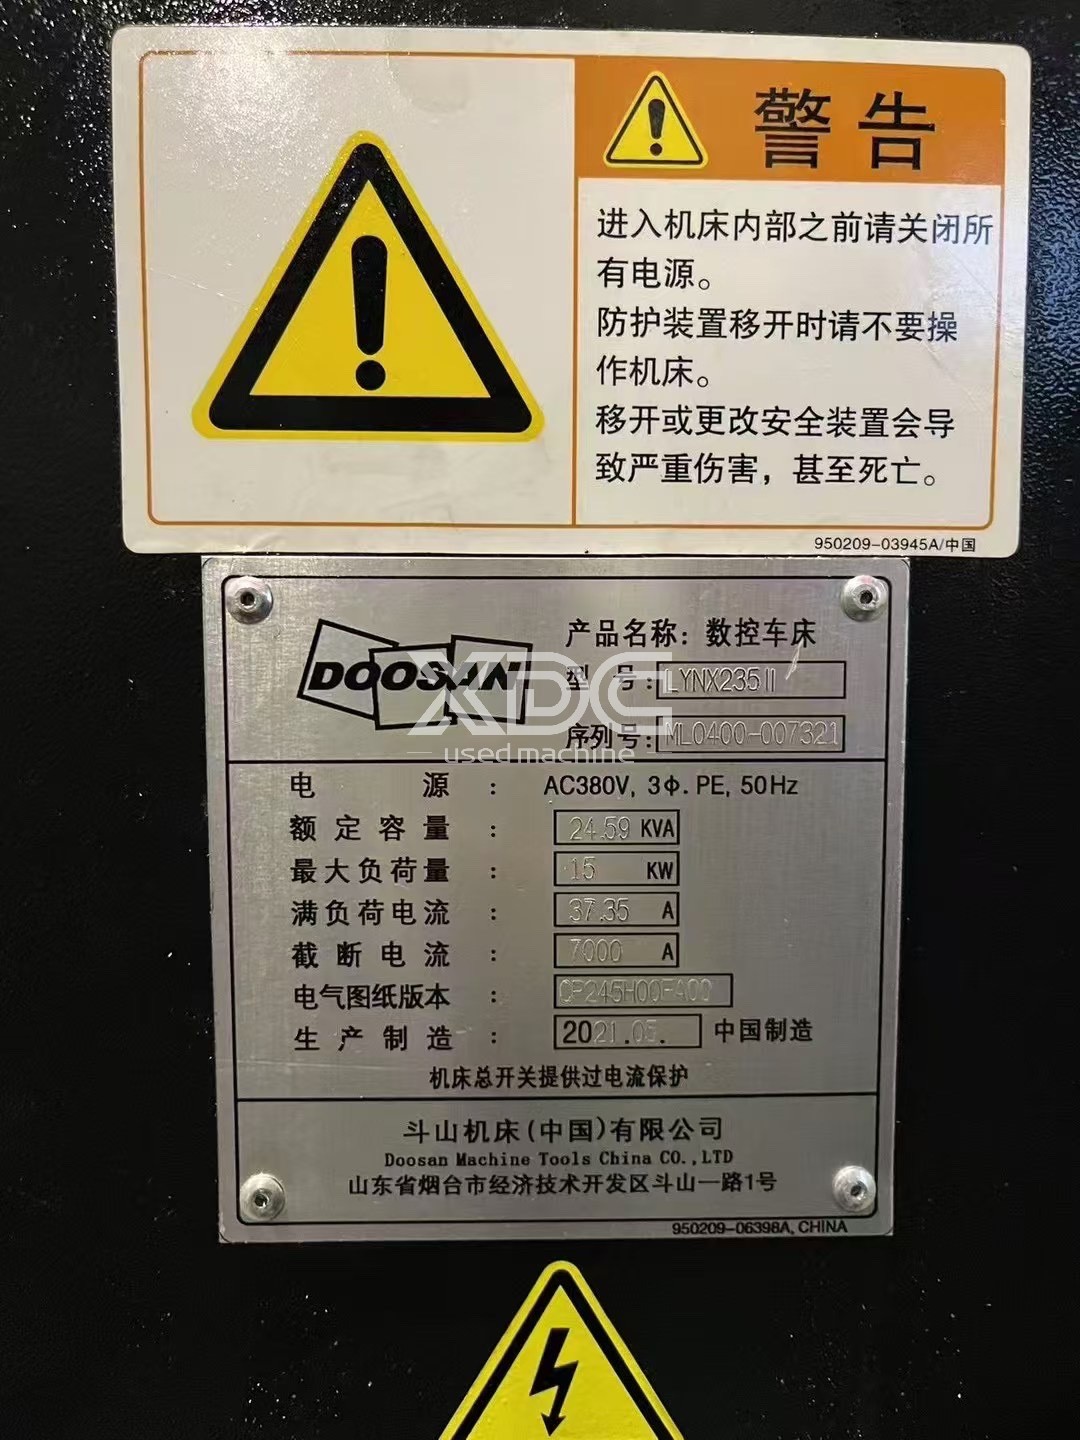 警告
进入机床内部之前请关闭所
有电源。
防护装置移开时请不要操
作机床。
移开或更改安全装置会导
致严重伤害，甚至死亡。
950209-03945A/中国
DOOSAN
产品名称：数控车床
型号：LYNX235II
序列号：ML0400-007321
XDC
used machine
电源：AC380V, 3Φ. PE, 50Hz
额定容量：24.59 KVA
最大负荷量：15 KW
满负荷电流：37.35 A
截断电流：7000 A
电气图纸版本：
生产制造：2021.05. 中国制造
机床总开关提供过电流保护
斗山机床(中国)有限公司
Doosan Machine Tools China CO.,LTD
山东省烟台市经济技术开发区斗山一路1号
950209-06398A, CHINA